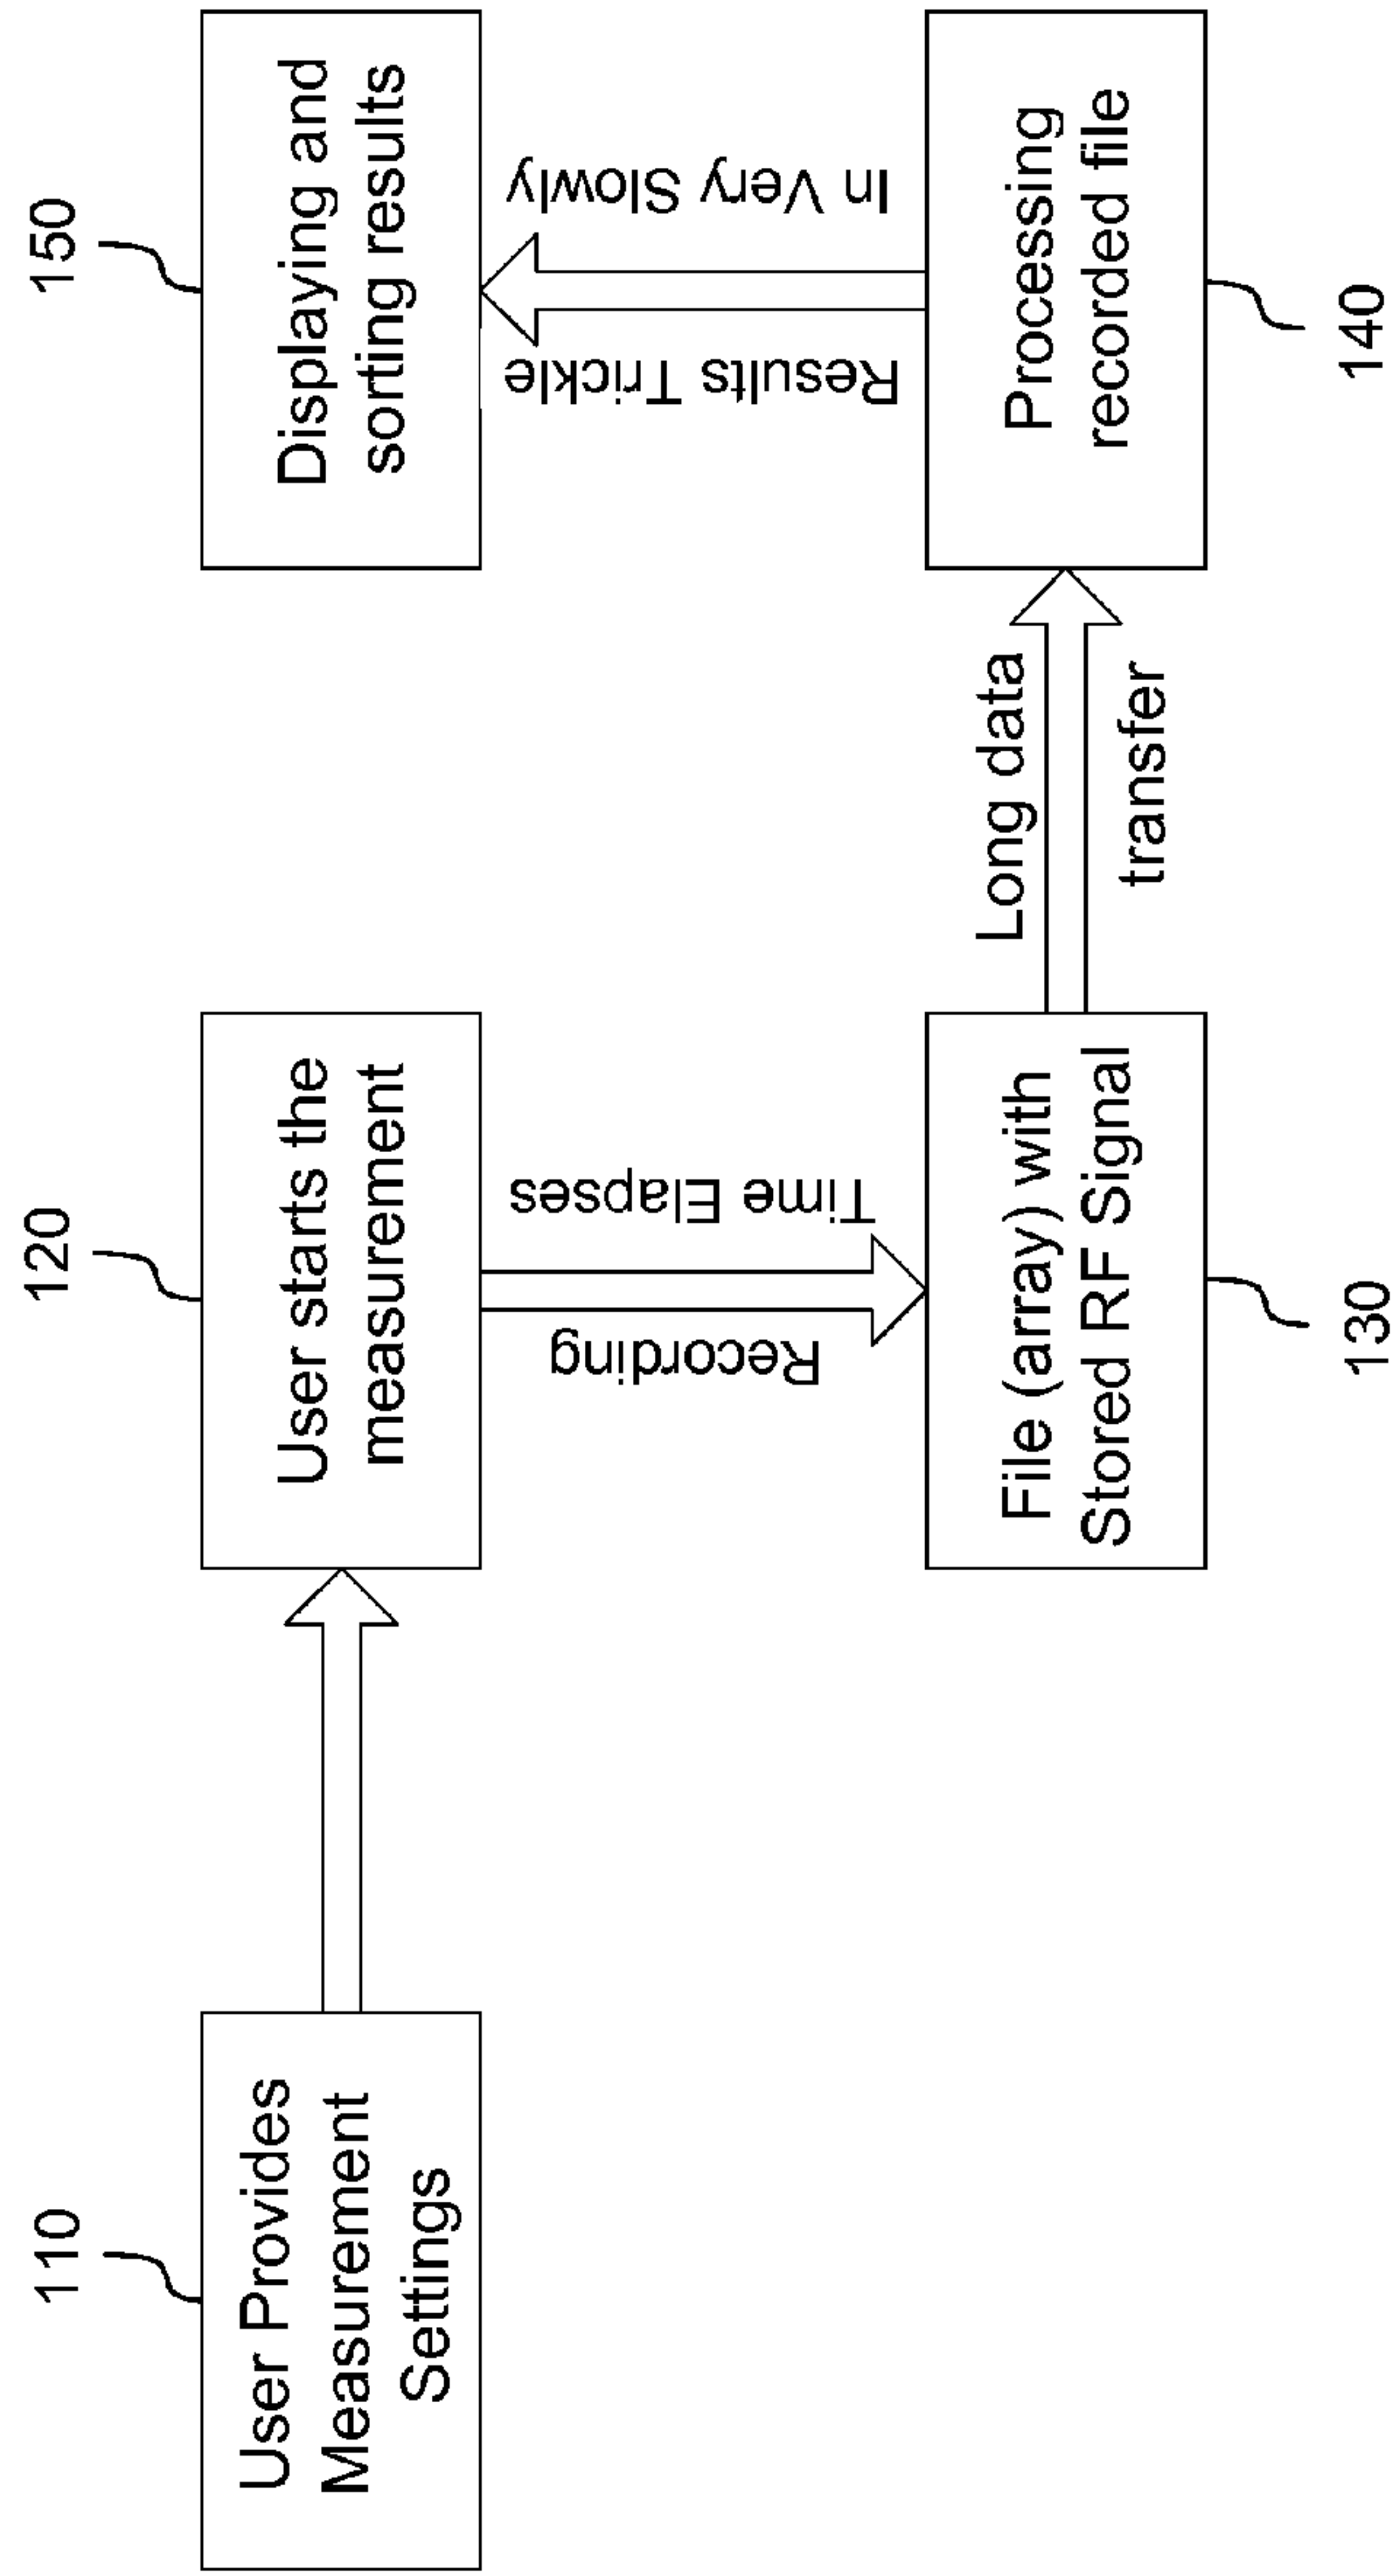 110
User Provides
Measurement
Settings
120
User starts the
measurement
Recording
Time Elapses
130
File (array) with
Stored RF Signal
Long data
transfer
140
Processing
recorded file
Results Trickle
In Very Slowly
150
Displaying and
sorting results